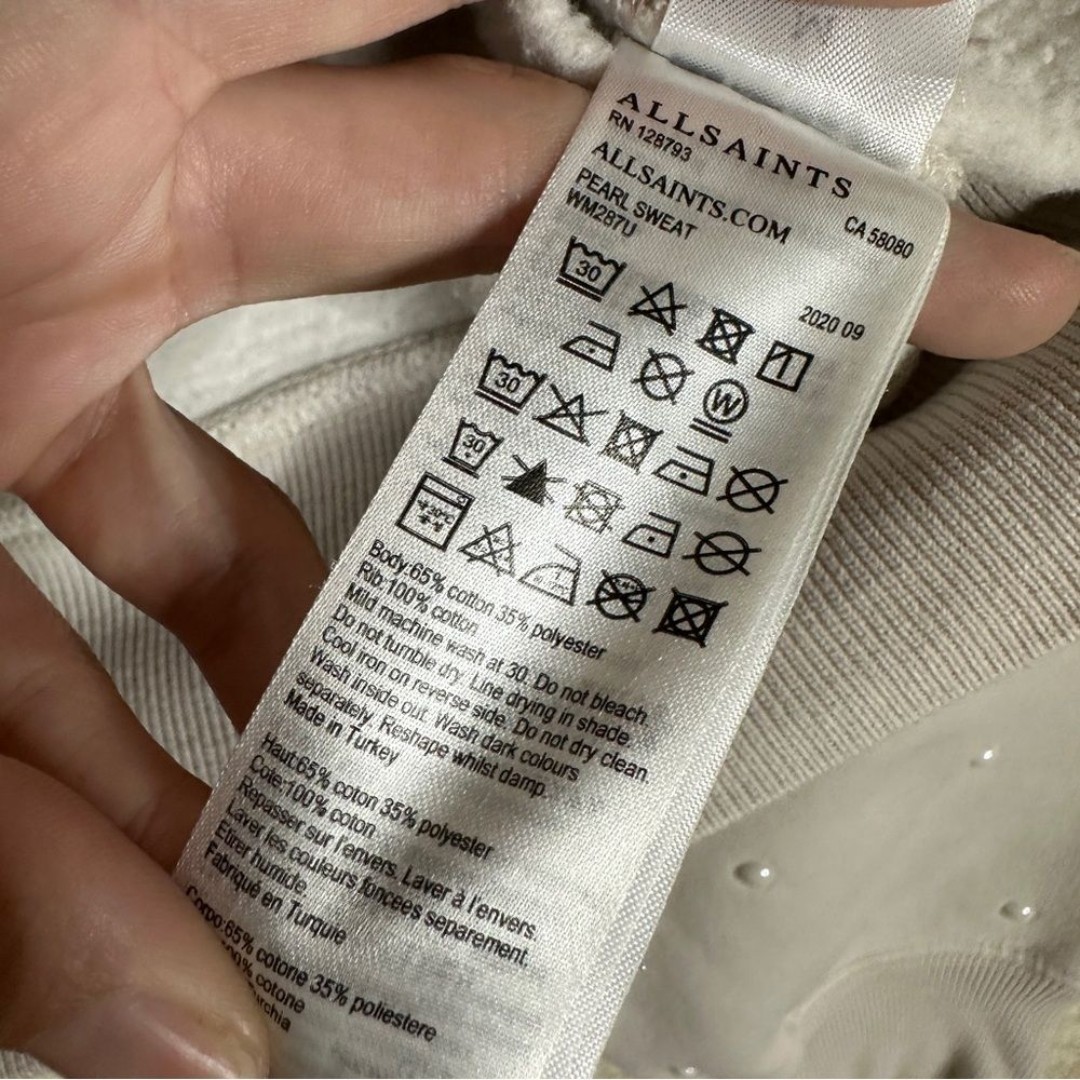 ALLSAINTS
RN 128793
CA 58080
ALLSAINTS.COM
PEARL SWEAT
WM287U
2020 09
30
W
30
30
Body:65% cotton 35% polyester
Rib:100% cotton
Mild machine wash at 30. Do not bleach.
Do not tumble dry. Line drying in shade.
Cool iron on reverse side. Do not dry clean.
Wash inside out. Wash dark colours
separately. Reshape whilst damp.
Made in Turkey
Haut:65% coton 35% polyester
Cote:100% coton
Repasser sur l'envers. Laver à l'envers.
Laver les couleurs foncees separement.
Etirer humide
Fabriqué en Turquie
Corpo:65% cotone 35% poliestere
100% cotone